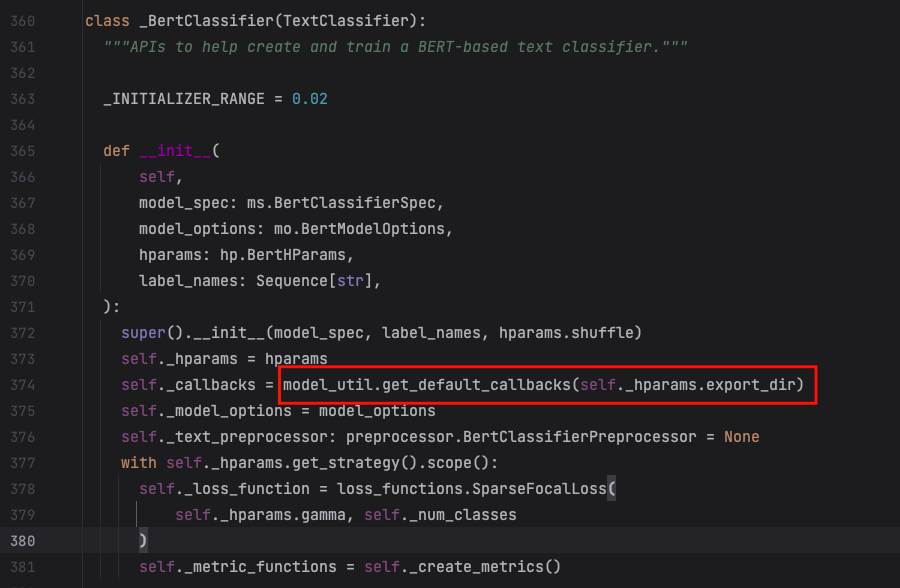 360 class _BertClassifier(TextClassifier):
361 """APIs to help create and train a BERT-based text classifier."""
362
363 _INITIALIZER_RANGE = 0.02
364
365 def __init__(
366 self,
367 model_spec: ms.BertClassifierSpec,
368 model_options: mo.BertModelOptions,
369 hparams: hp.BertHParams,
370 label_names: Sequence[str],
371 ):
372 super().__init__(model_spec, label_names, hparams.shuffle)
373 self._hparams = hparams
374 self._callbacks = model_util.get_default_callbacks(self._hparams.export_dir)
375 self._model_options = model_options
376 self._text_preprocessor: preprocessor.BertClassifierPreprocessor = None
377 with self._hparams.get_strategy().scope():
378 self._loss_function = loss_functions.SparseFocalLoss(
379 self._hparams.gamma, self._num_classes
380 )
381 self._metric_functions = self._create_metrics()